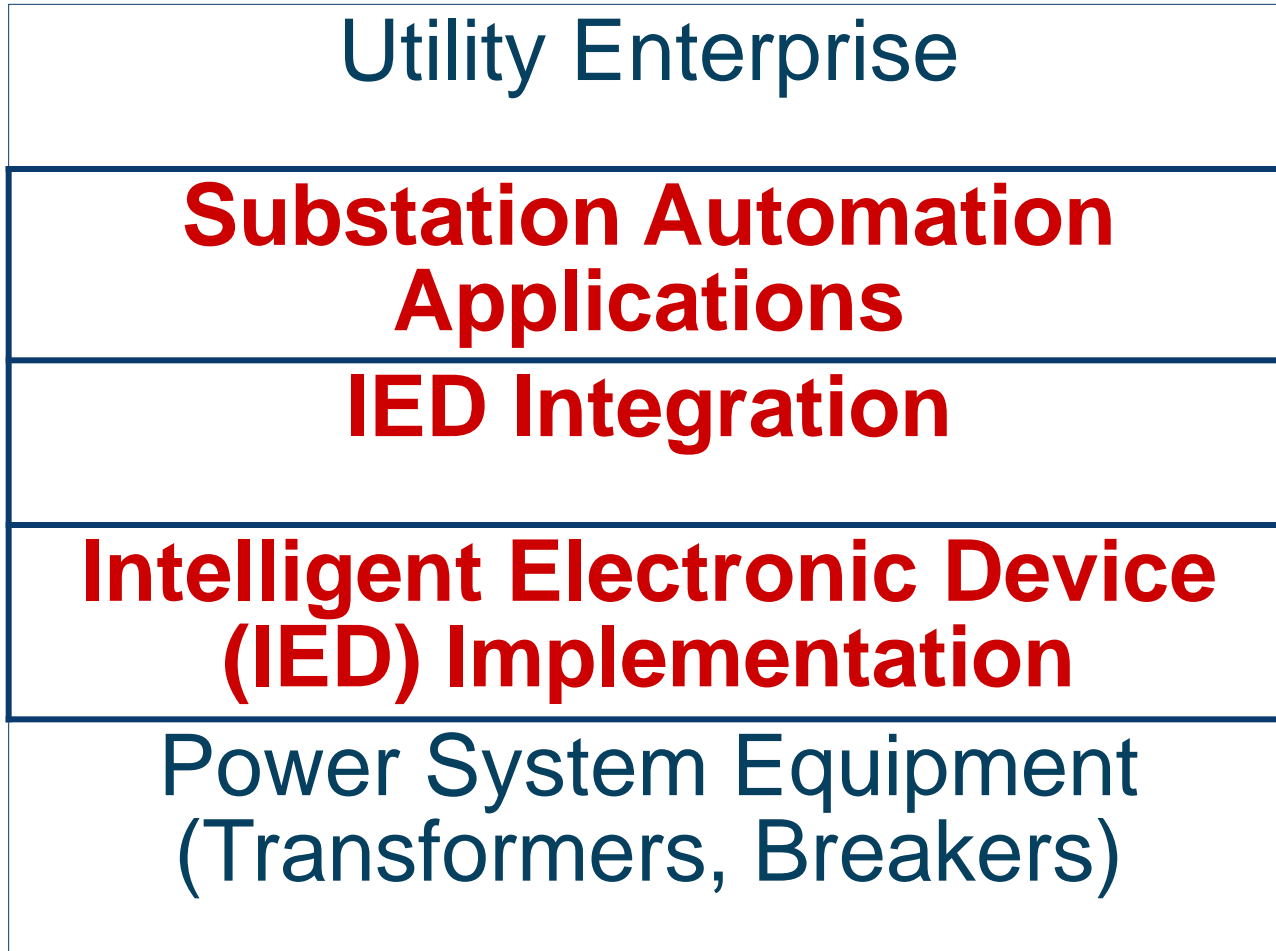 Utility Enterprise
Substation Automation
Applications
IED Integration
Intelligent Electronic Device
(IED) Implementation
Power System Equipment
(Transformers, Breakers)